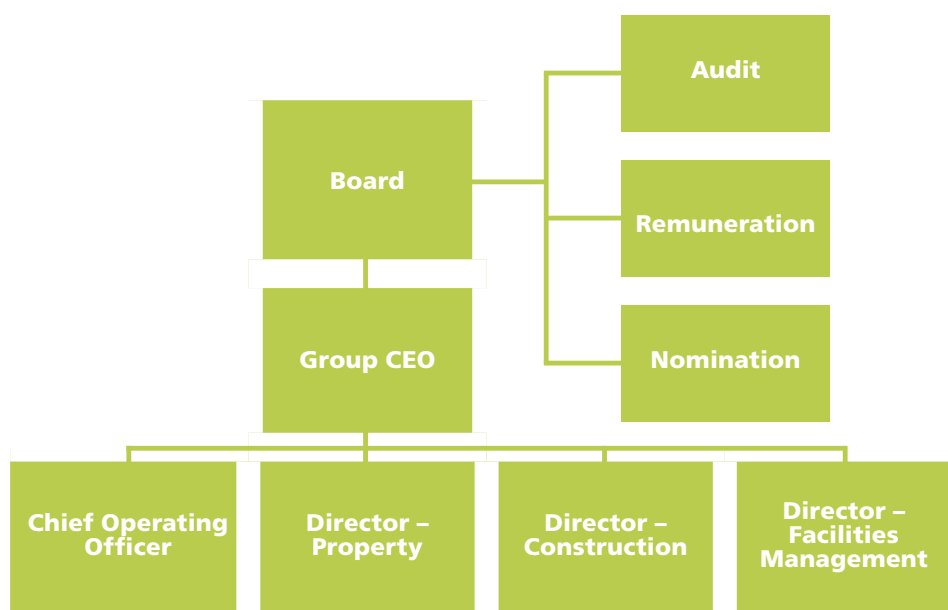 Audit
Board
Remuneration
Group CEO
Nomination
Chief Operating
Officer
Director –
Property
Director –
Construction
Director –
Facilities
Management